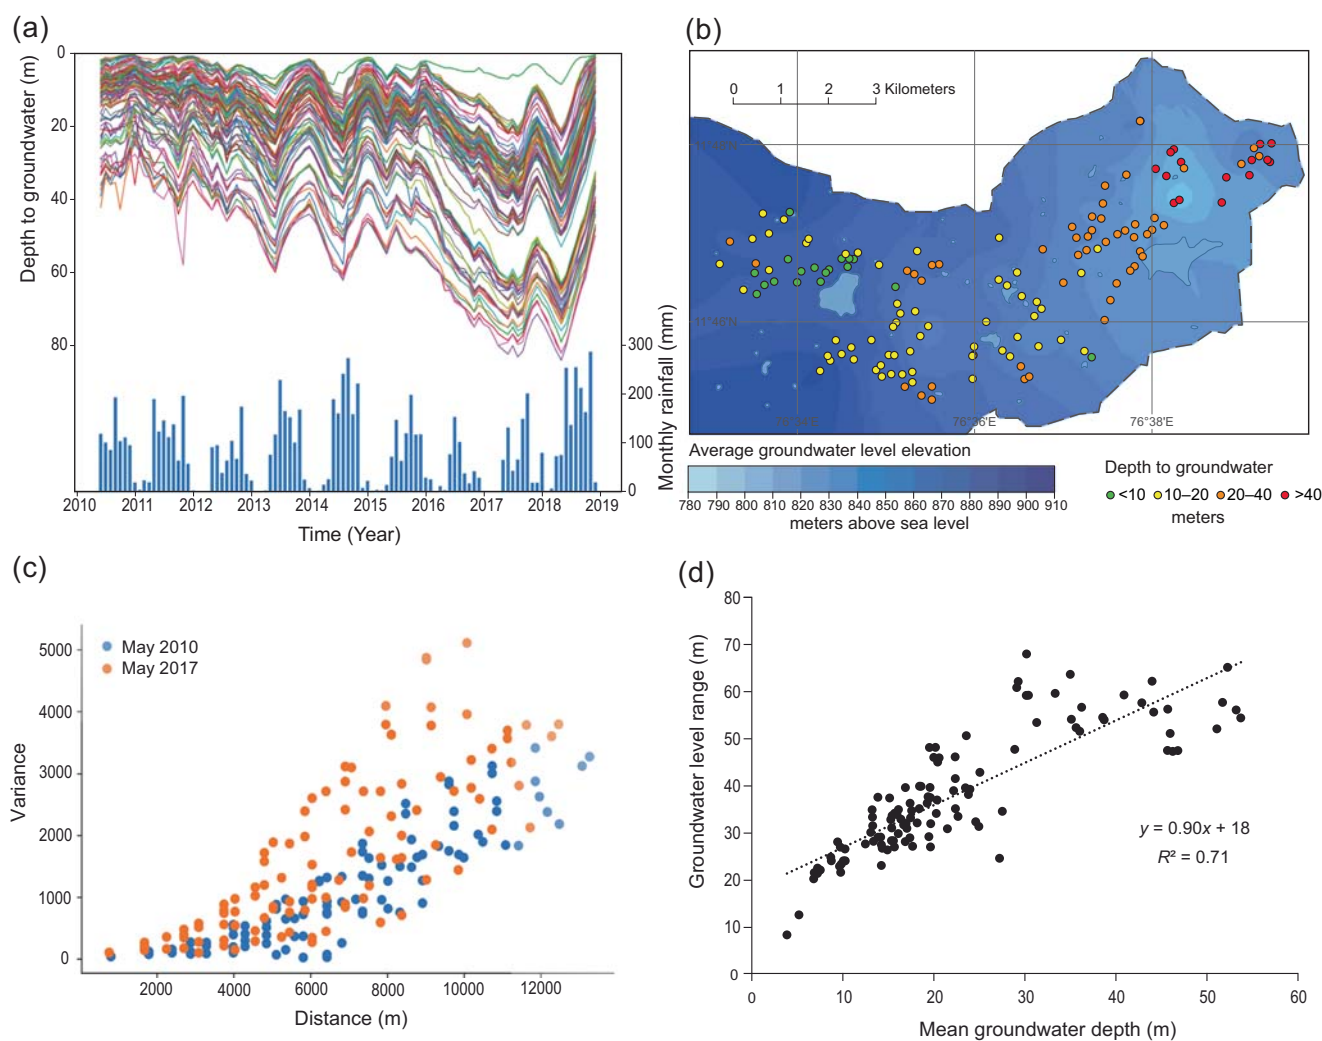 (a)
Depth to groundwater (m)
0
20
40
60
80
300
200
100
0
Monthly rainfall (mm)
2010 2011 2012 2013 2014 2015 2016 2017 2018 2019
Time (Year)
(b)
0 1 2 3 Kilometers
11°46'N
76°36'E 76°38'E
Average groundwater level elevation
780 790 800 810 820 830 840 850 860 870 880 890 900 910
meters above sea level
Depth to groundwater
<10 10–20 20–40 >40
meters
(c)
Variance
5000
4000
3000
2000
1000
0
May 2010
May 2017
2000 4000 6000 8000 10000 12000
Distance (m)
(d)
Groundwater level range (m)
80
70
60
50
40
30
20
10
0
y = 0.90x + 18
R² = 0.71
0 10 20 30 40 50 60
Mean groundwater depth (m)